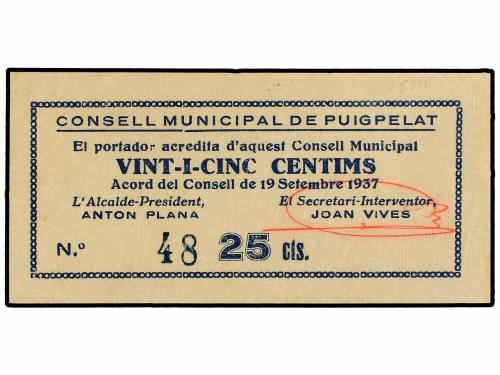 CONSELL MUNICIPAL DE PUIGPELAT
El portador acredita d'aquest Consell Municipal
VINT-I-CINC CENTIMS
Acord del Consell de 19 Setembre 1937
L'Alcalde-President, El Secretari-Interventor,
ANTON PLANA JOAN VIVES
N.º 48 25 cts.